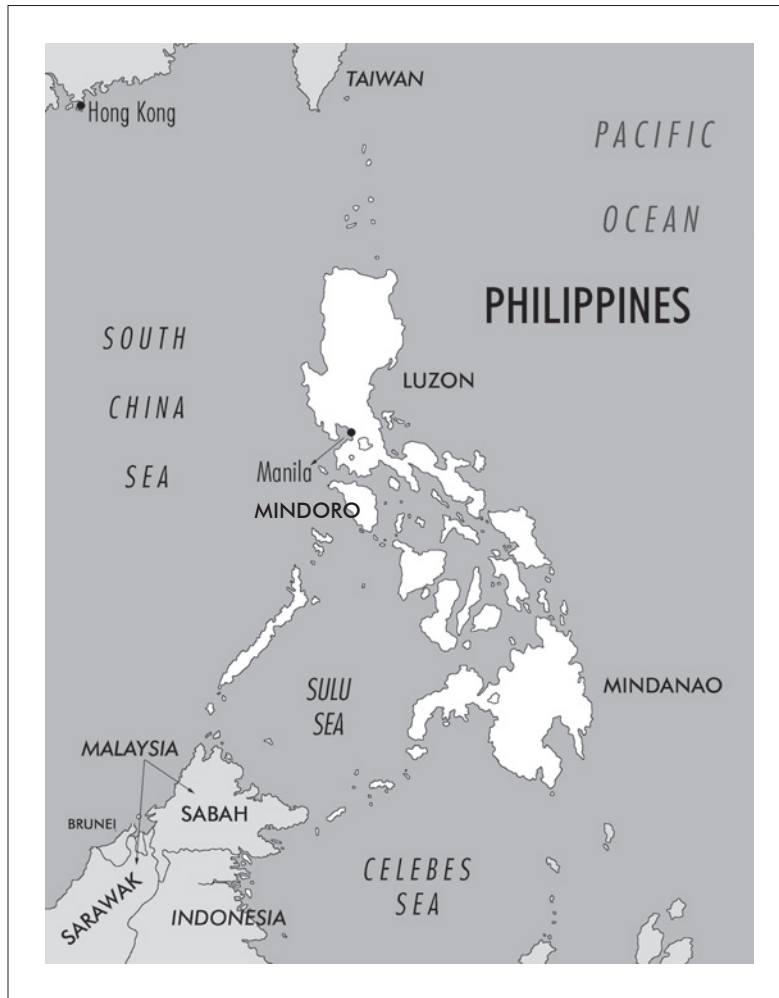 TAIWAN
Hong Kong
PACIFIC
OCEAN
PHILIPPINES
SOUTH
CHINA
SEA
LUZON
Manila
MINDORO
SULU
SEA
MINDANAO
MALAYSIA
SABAH
BRUNEI
CELEBES
SEA
SARAWAK
INDONESIA